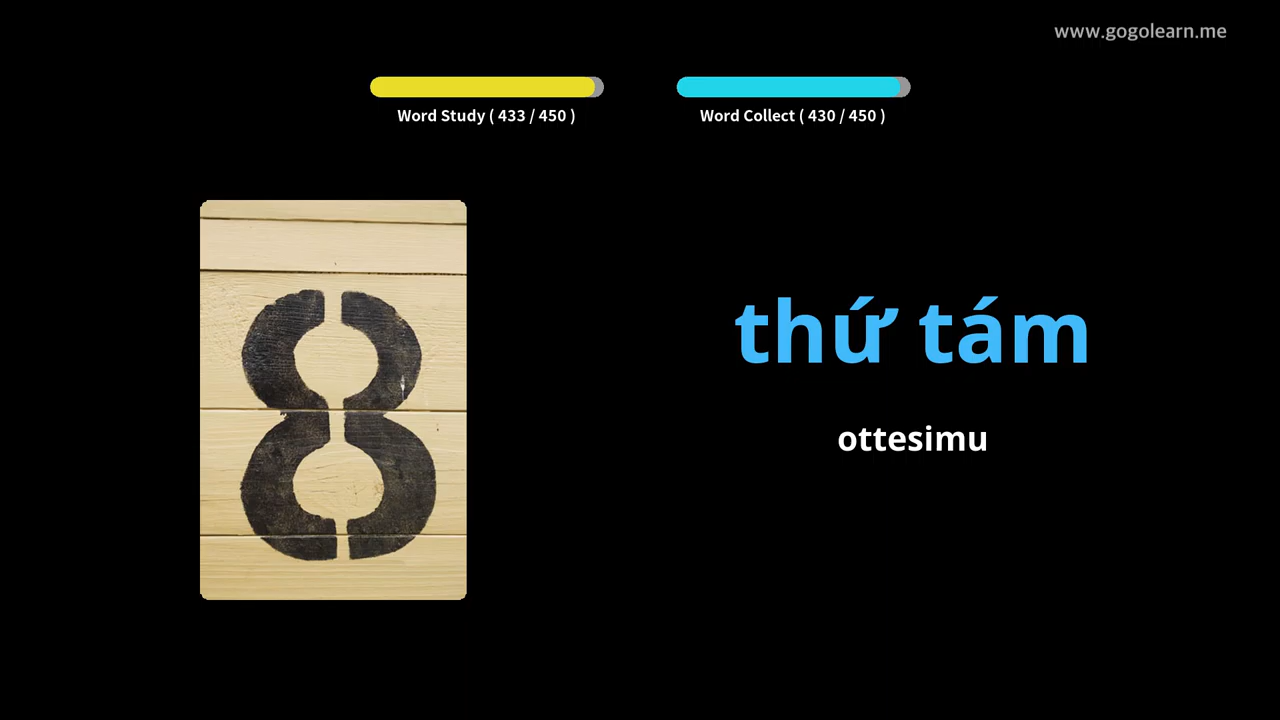 www.gogolearn.me
Word Study ( 433 / 450 )
Word Collect ( 430 / 450 )
8
thứ tám
ottesimu